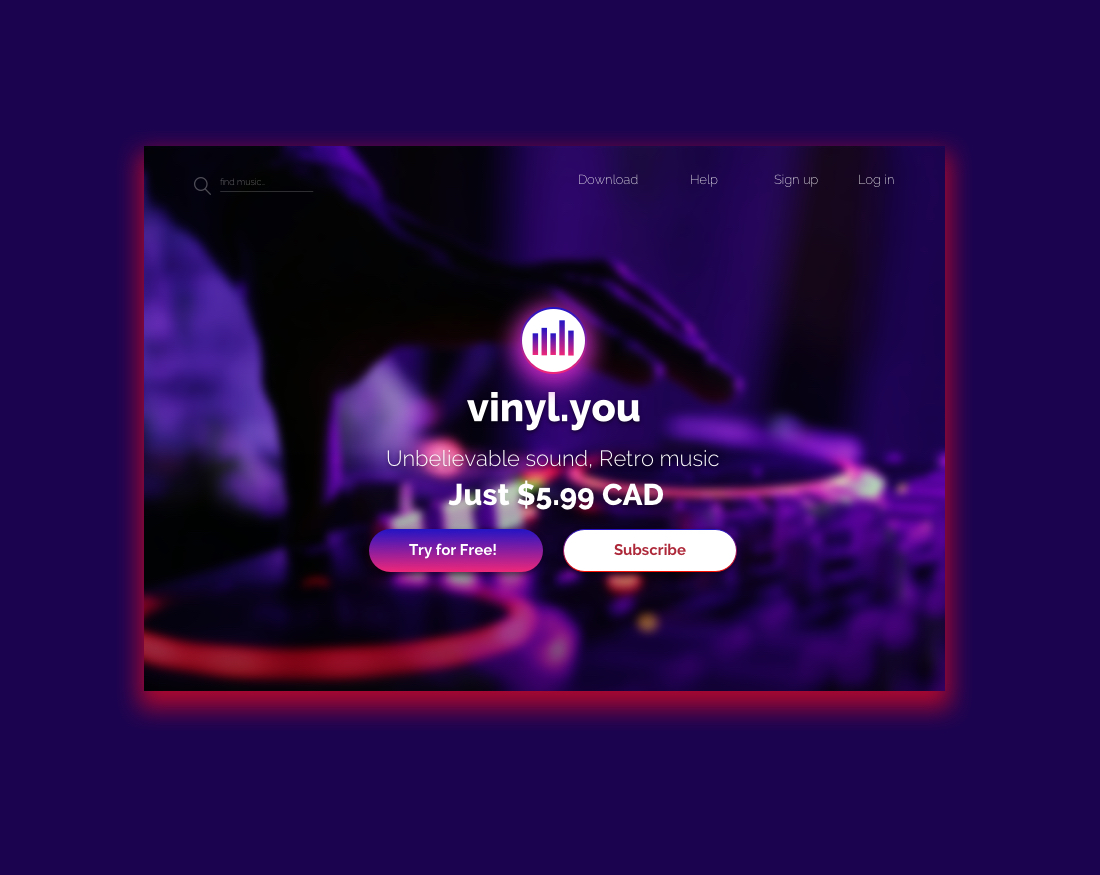 find music...
Download Help Sign up Log in
vinyl.you
Unbelievable sound, Retro music
Just $5.99 CAD
Try for Free! Subscribe